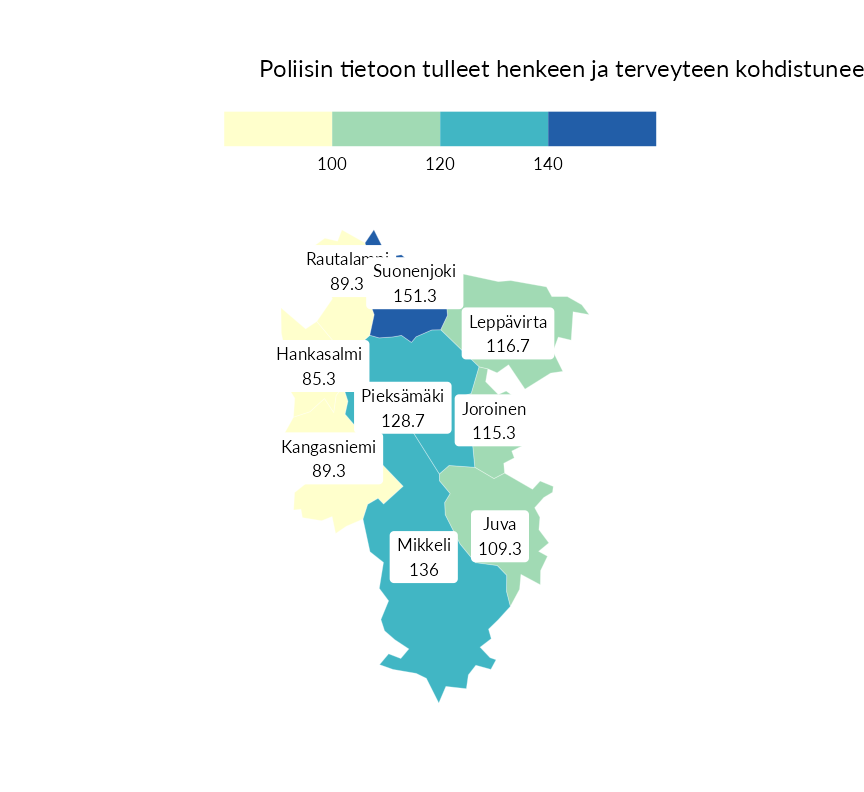 Poliisin tietoon tulleet henkeen ja terveyteen kohdistunee
100 120 140
Rautalampi
89.3
Suonenjoki
151.3
Leppävirta
116.7
Hankasalmi
85.3
Pieksämäki
128.7
Joroinen
115.3
Kangasniemi
89.3
Juva
109.3
Mikkeli
136